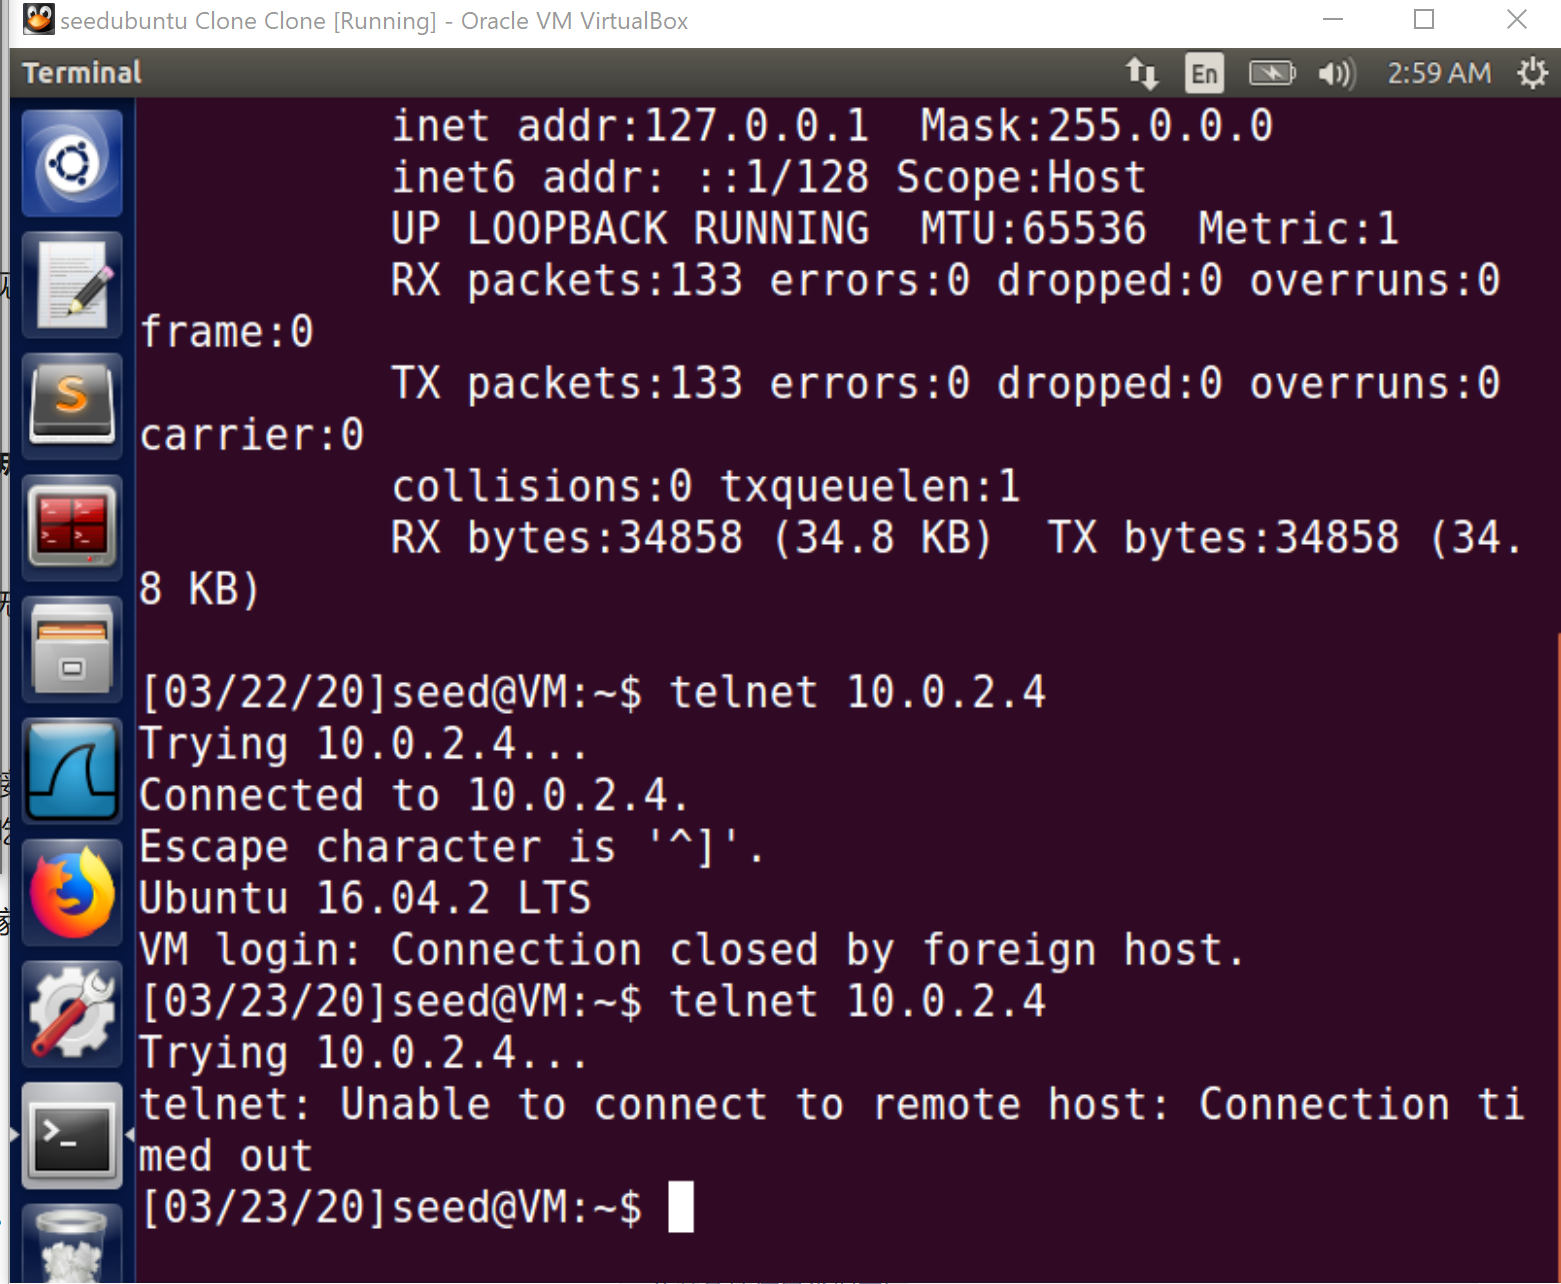 seedubuntu Clone Clone [Running] - Oracle VM VirtualBox
Terminal
En
2:59 AM
inet addr:127.0.0.1  Mask:255.0.0.0
inet6 addr: ::1/128 Scope:Host
UP LOOPBACK RUNNING  MTU:65536  Metric:1
RX packets:133 errors:0 dropped:0 overruns:0
frame:0
TX packets:133 errors:0 dropped:0 overruns:0
carrier:0
collisions:0 txqueuelen:1
RX bytes:34858 (34.8 KB)  TX bytes:34858 (34.
8 KB)
[03/22/20]seed@VM:~$ telnet 10.0.2.4
Trying 10.0.2.4...
Connected to 10.0.2.4.
Escape character is '^]'.
Ubuntu 16.04.2 LTS
VM login: Connection closed by foreign host.
[03/23/20]seed@VM:~$ telnet 10.0.2.4
Trying 10.0.2.4...
telnet: Unable to connect to remote host: Connection ti
med out
[03/23/20]seed@VM:~$